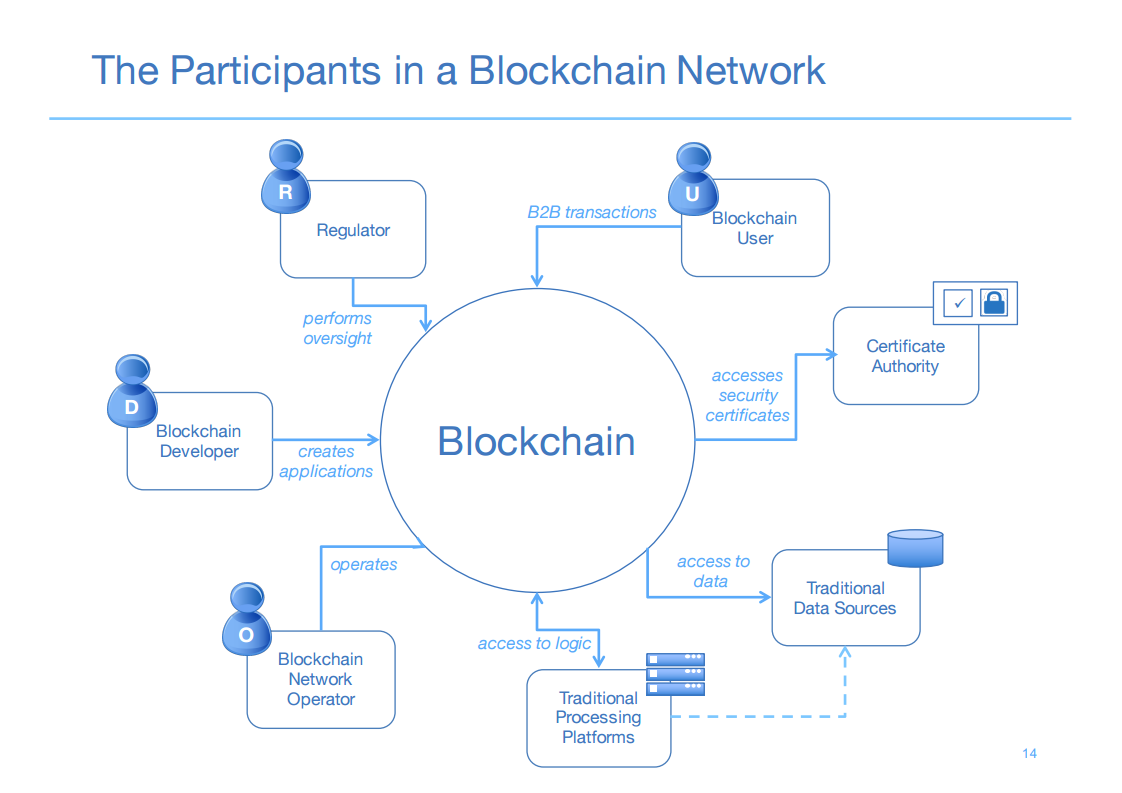 The Participants in a Blockchain Network
R
Regulator
U
Blockchain
User
B2B transactions
performs
oversight
Certificate
Authority
✓
accesses
security
certificates
D
Blockchain
Developer
creates
applications
Blockchain
operates
access to
data
Traditional
Data Sources
O
Blockchain
Network
Operator
access to logic
Traditional
Processing
Platforms
14